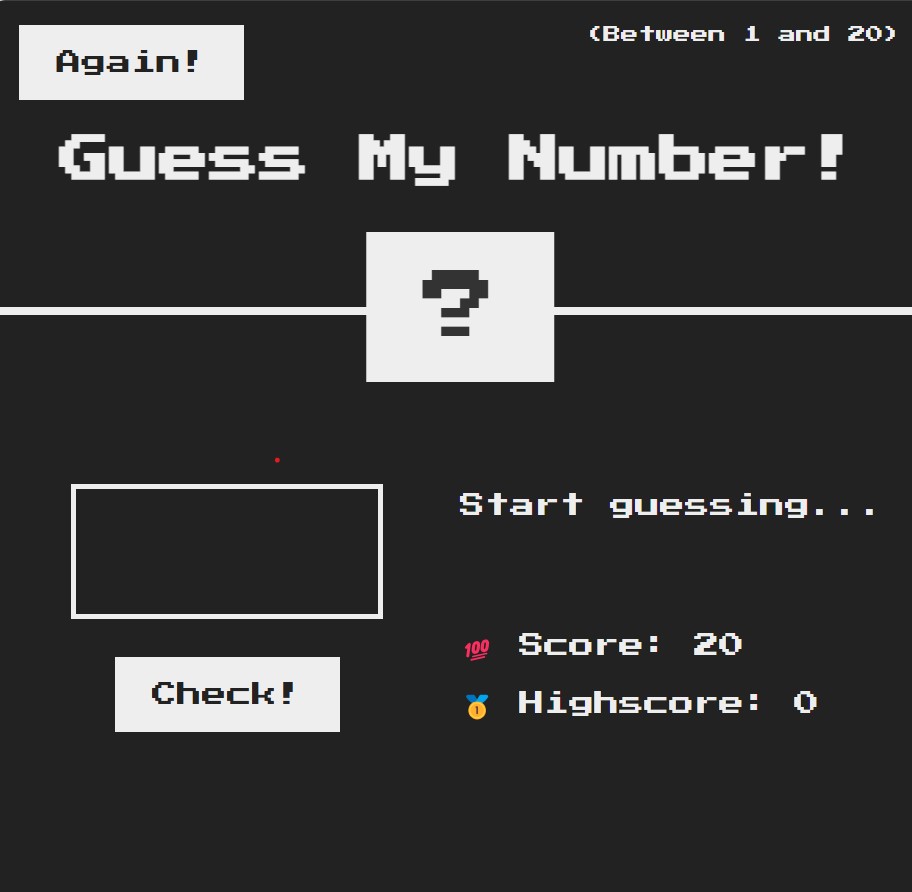 Again!
(Between 1 and 20)
Guess My Number!
?
Start guessing...
💯 Score: 20
Check!
🥇 Highscore: 0